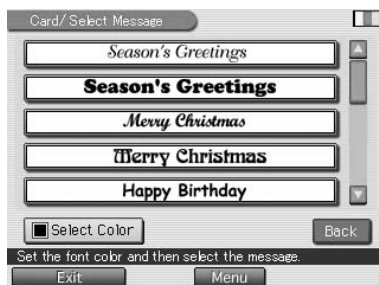 Card/Select Message
Season's Greetings
Season's Greetings
Merry Christmas
Merry Christmas
Happy Birthday
Select Color
Back
Set the font color and then select the message.
Exit
Menu